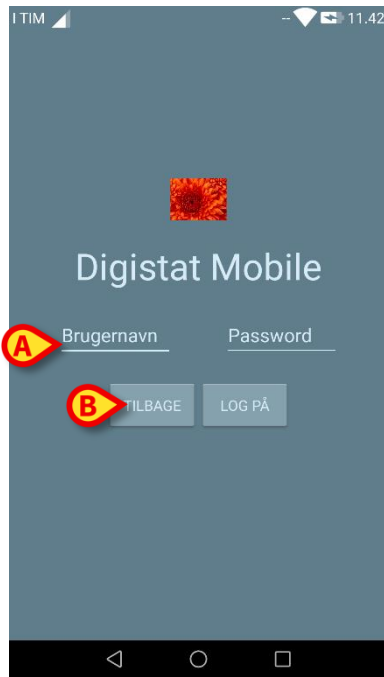 I TIM -- 11.42
Digistat Mobile
A Brugernavn Password
B TILBAGE LOG PÅ